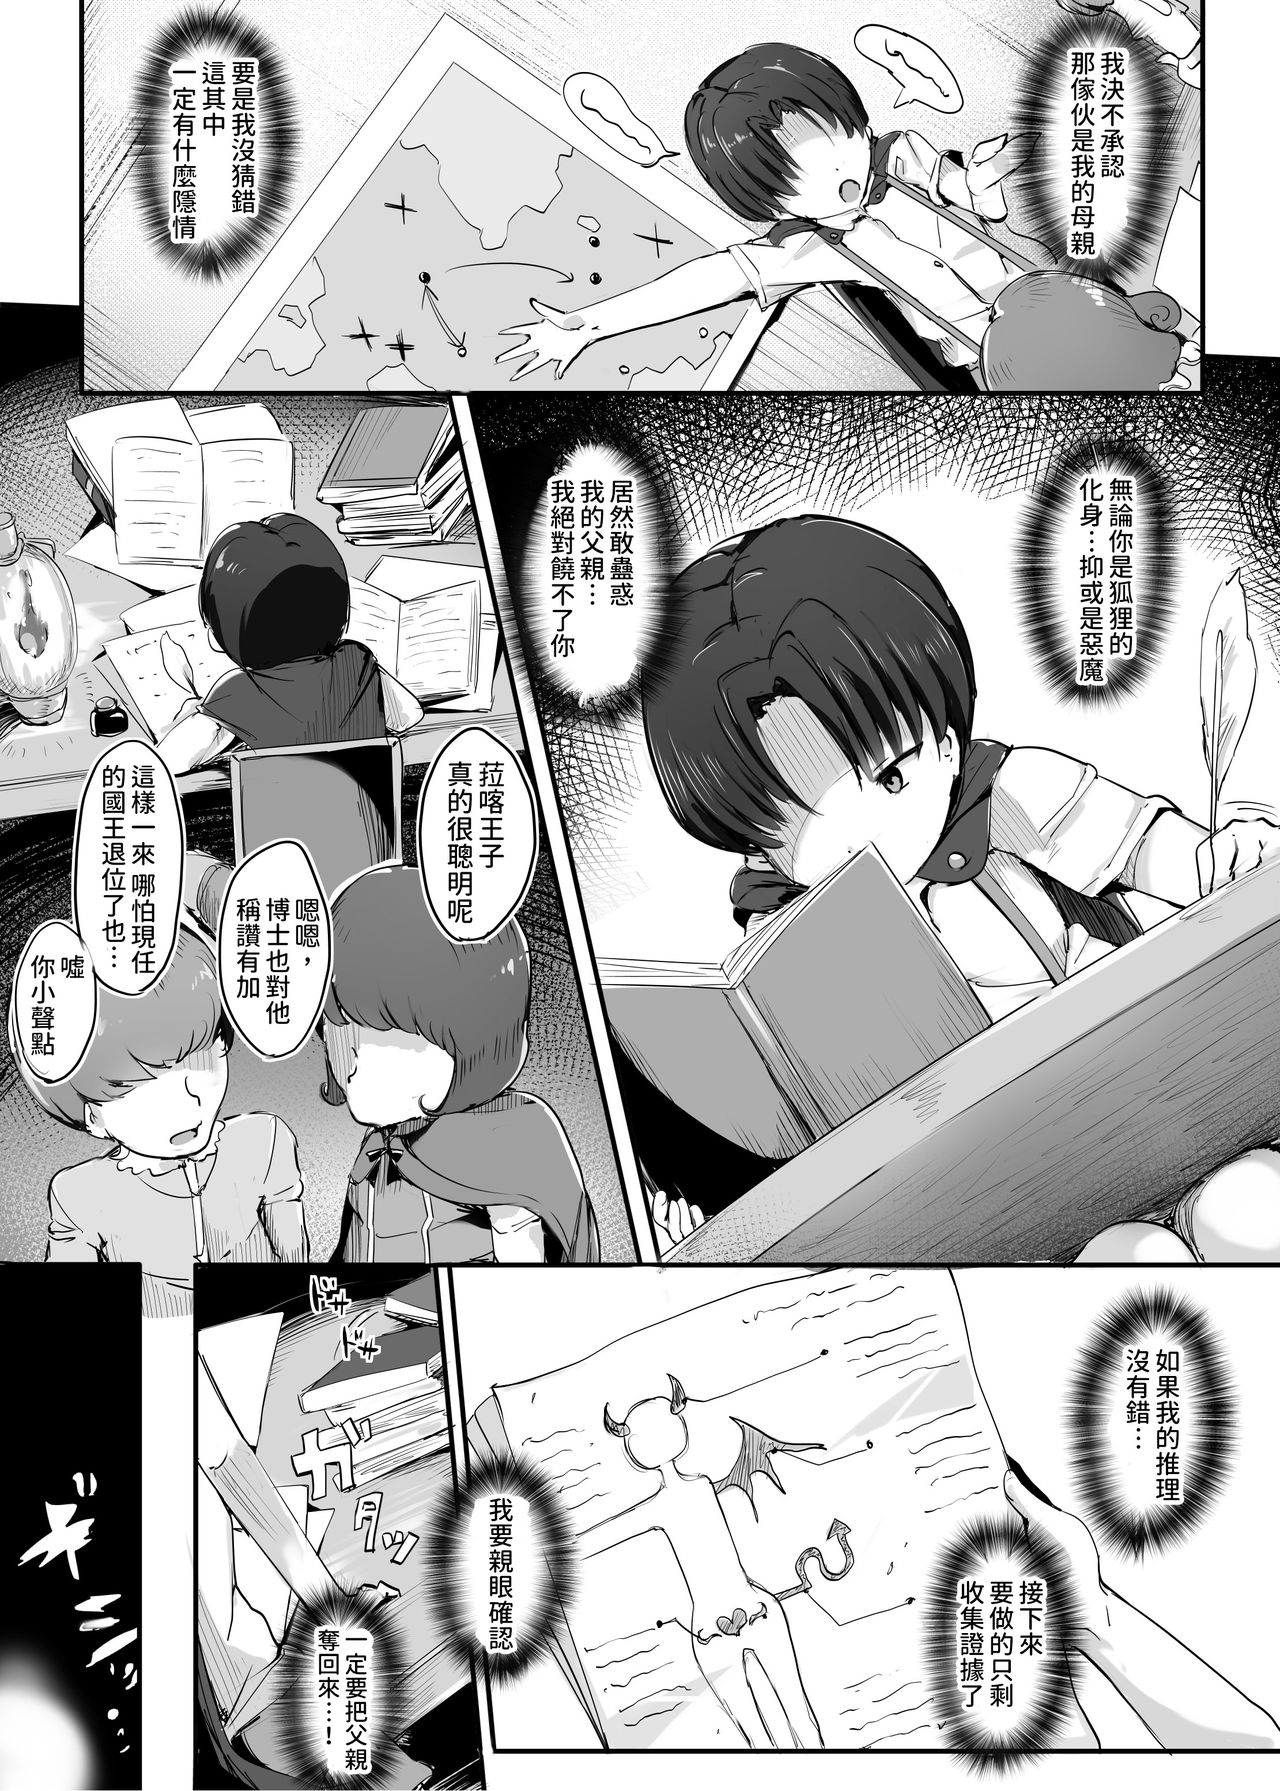 我決不承認
那傢伙是我的母親
要是我沒猜錯
這其中
一定有什麼隱情
無論你是狐狸的
化身…抑或是惡魔
居然敢蠱惑
我的父親…
我絕對饒不了你
菈喀王子
真的很聰明呢
嗯嗯，
博士也對他
稱讚有加
這樣一來哪怕現任
的國王退位了也…
噓
你小聲點
如果我的推理
沒有錯…
接下來
要做的只剩
收集證據了
我要親眼確認
ドサ
ドサ
ガタッ
一定要把父親
奪回來…！
ギシ…